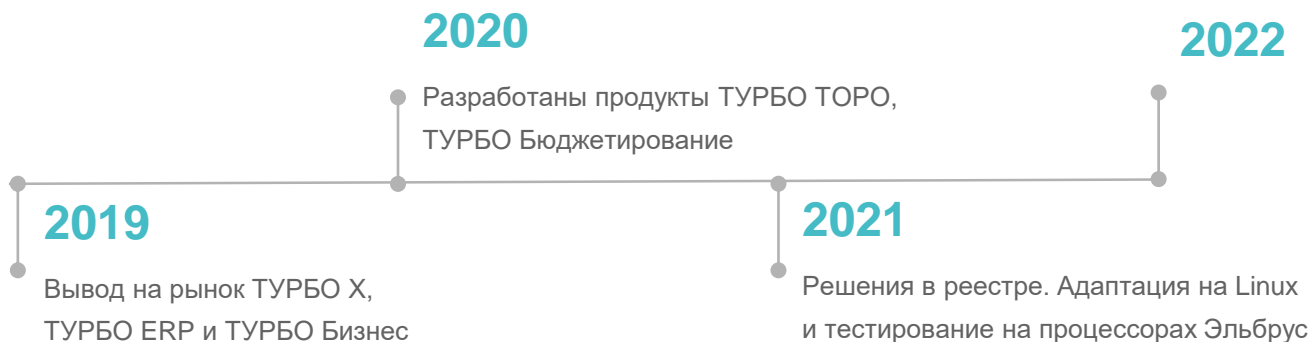 2020
Разработаны продукты ТУРБО ТОРО,
ТУРБО Бюджетирование
2022
2019
Вывод на рынок ТУРБО X,
ТУРБО ERP и ТУРБО Бизнес
2021
Решения в реестре. Адаптация на Linux
и тестирование на процессорах Эльбрус